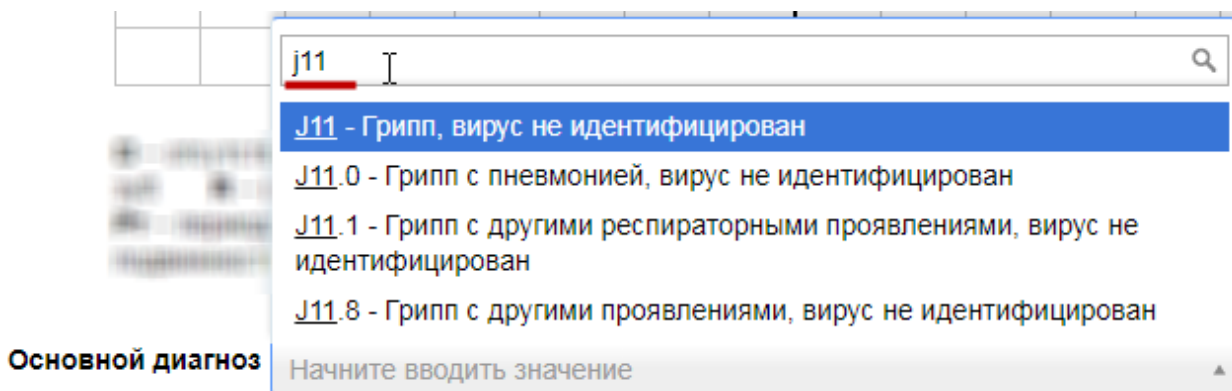 j11
J11 - Грипп, вирус не идентифицирован
J11.0 - Грипп с пневмонией, вирус не идентифицирован
J11.1 - Грипп с другими респираторными проявлениями, вирус не
идентифицирован
J11.8 - Грипп с другими проявлениями, вирус не идентифицирован
Основной диагноз
Начните вводить значение